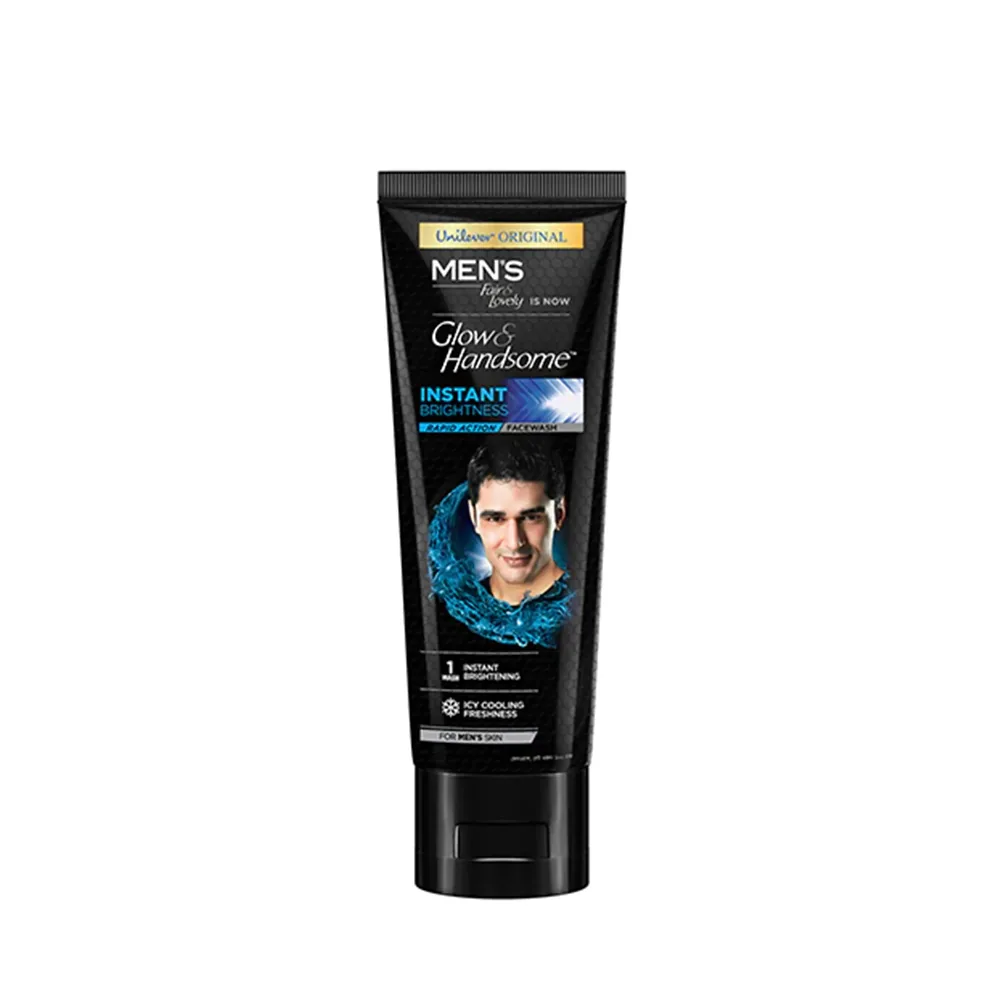 Unilever ORIGINAL
MEN'S
Fair &
Lovely IS NOW
Glow &
Handsome™
INSTANT
BRIGHTNESS
RAPID ACTION / FACEWASH
1 INSTANT
WASH BRIGHTENING
ICY COOLING
FRESHNESS
FOR MEN'S SKIN